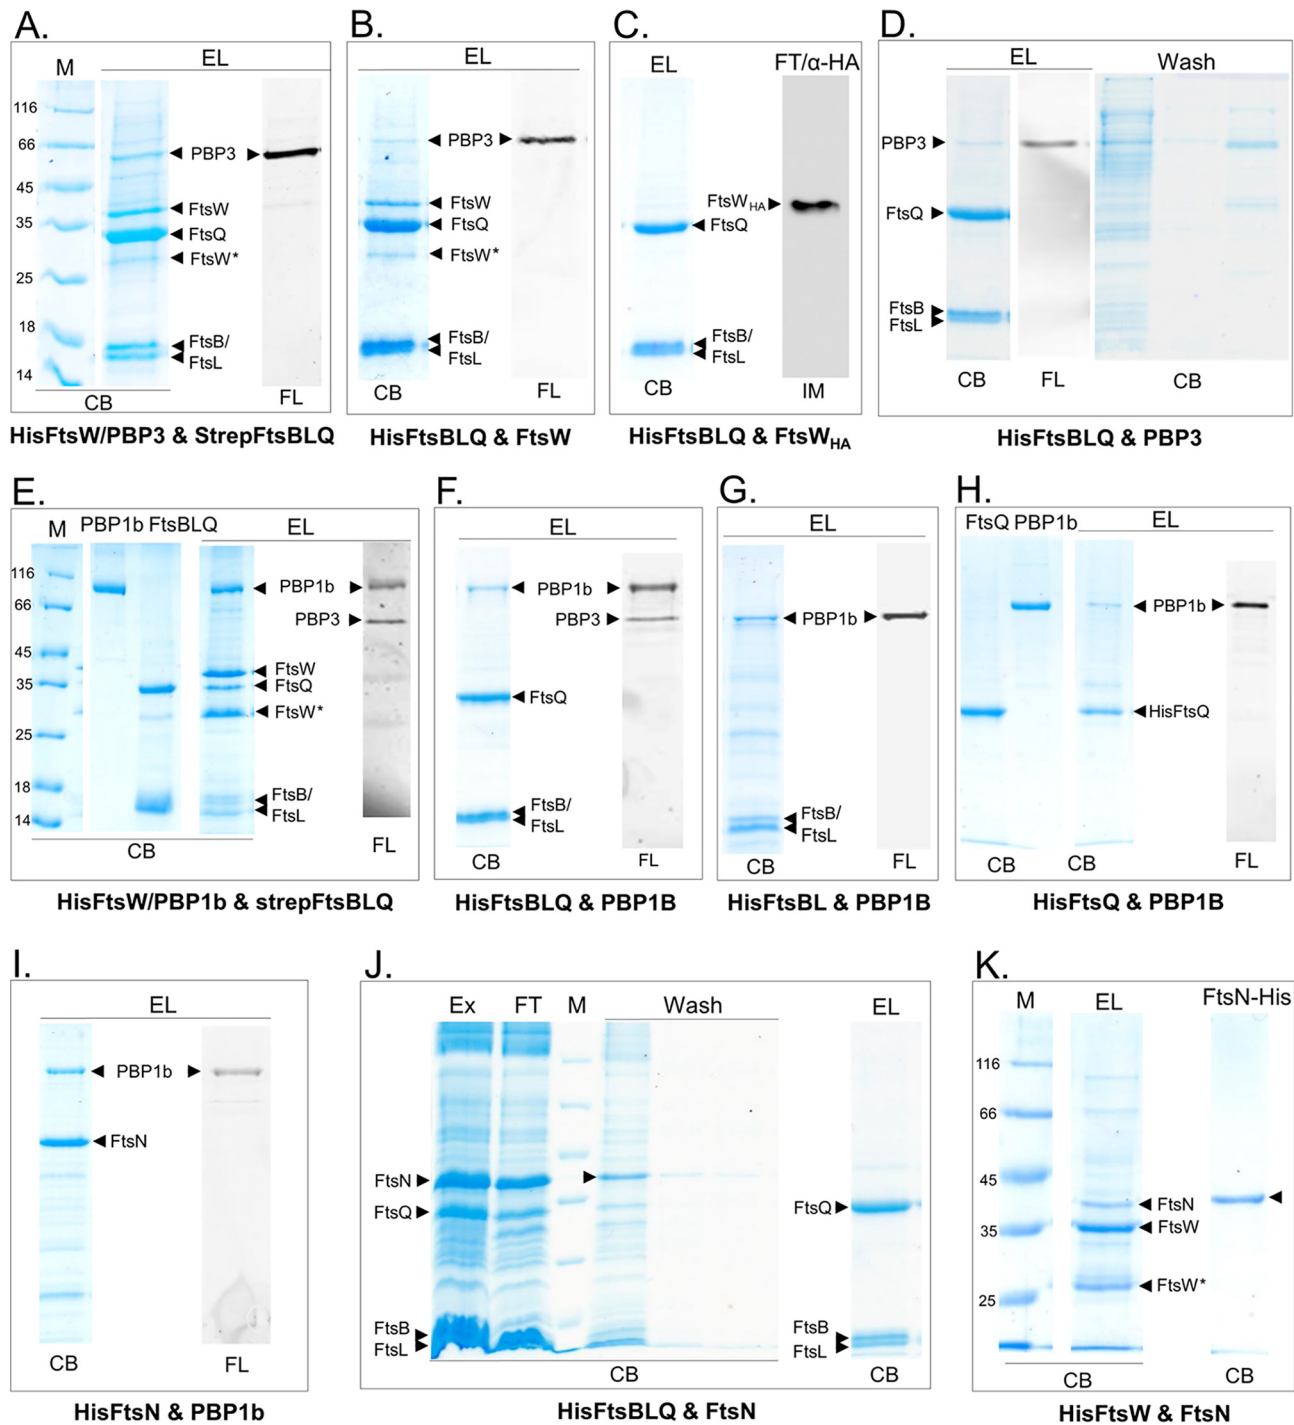 A.
M
EL
116
66
45
35
25
18
14
PBP3
FtsW
FtsQ
FtsW*
FtsB/
FtsL
CB
FL
HisFtsW/PBP3 & StrepFtsBLQ
B.
EL
PBP3
FtsW
FtsQ
FtsW*
FtsB/
FtsL
CB
FL
HisFtsBLQ & FtsW
C.
EL
FT/α-HA
FtsWHA
FtsQ
FtsB/
FtsL
CB
IM
HisFtsBLQ & FtsWHA
D.
EL
Wash
PBP3
FtsQ
FtsB
FtsL
CB
FL
CB
HisFtsBLQ & PBP3
E.
M
PBP1b FtsBLQ
EL
116
66
45
35
25
18
14
PBP1b
PBP3
FtsW
FtsQ
FtsW*
FtsB/
FtsL
CB
FL
HisFtsW/PBP1b & strepFtsBLQ
F.
EL
PBP1b
PBP3
FtsQ
FtsB/
FtsL
CB
FL
HisFtsBLQ & PBP1B
G.
EL
PBP1b
FtsB/
FtsL
CB
FL
HisFtsBL & PBP1B
H.
FtsQ PBP1b
EL
PBP1b
HisFtsQ
CB
CB
FL
HisFtsQ & PBP1B
I.
EL
PBP1b
FtsN
CB
FL
HisFtsN & PBP1b
J.
Ex
FT
M
Wash
EL
FtsN
FtsQ
FtsB
FtsL
FtsQ
FtsB
FtsL
CB
CB
HisFtsBLQ & FtsN
K.
M
EL
FtsN-His
116
66
45
35
25
FtsN
FtsW
FtsW*
CB
CB
HisFtsW & FtsN